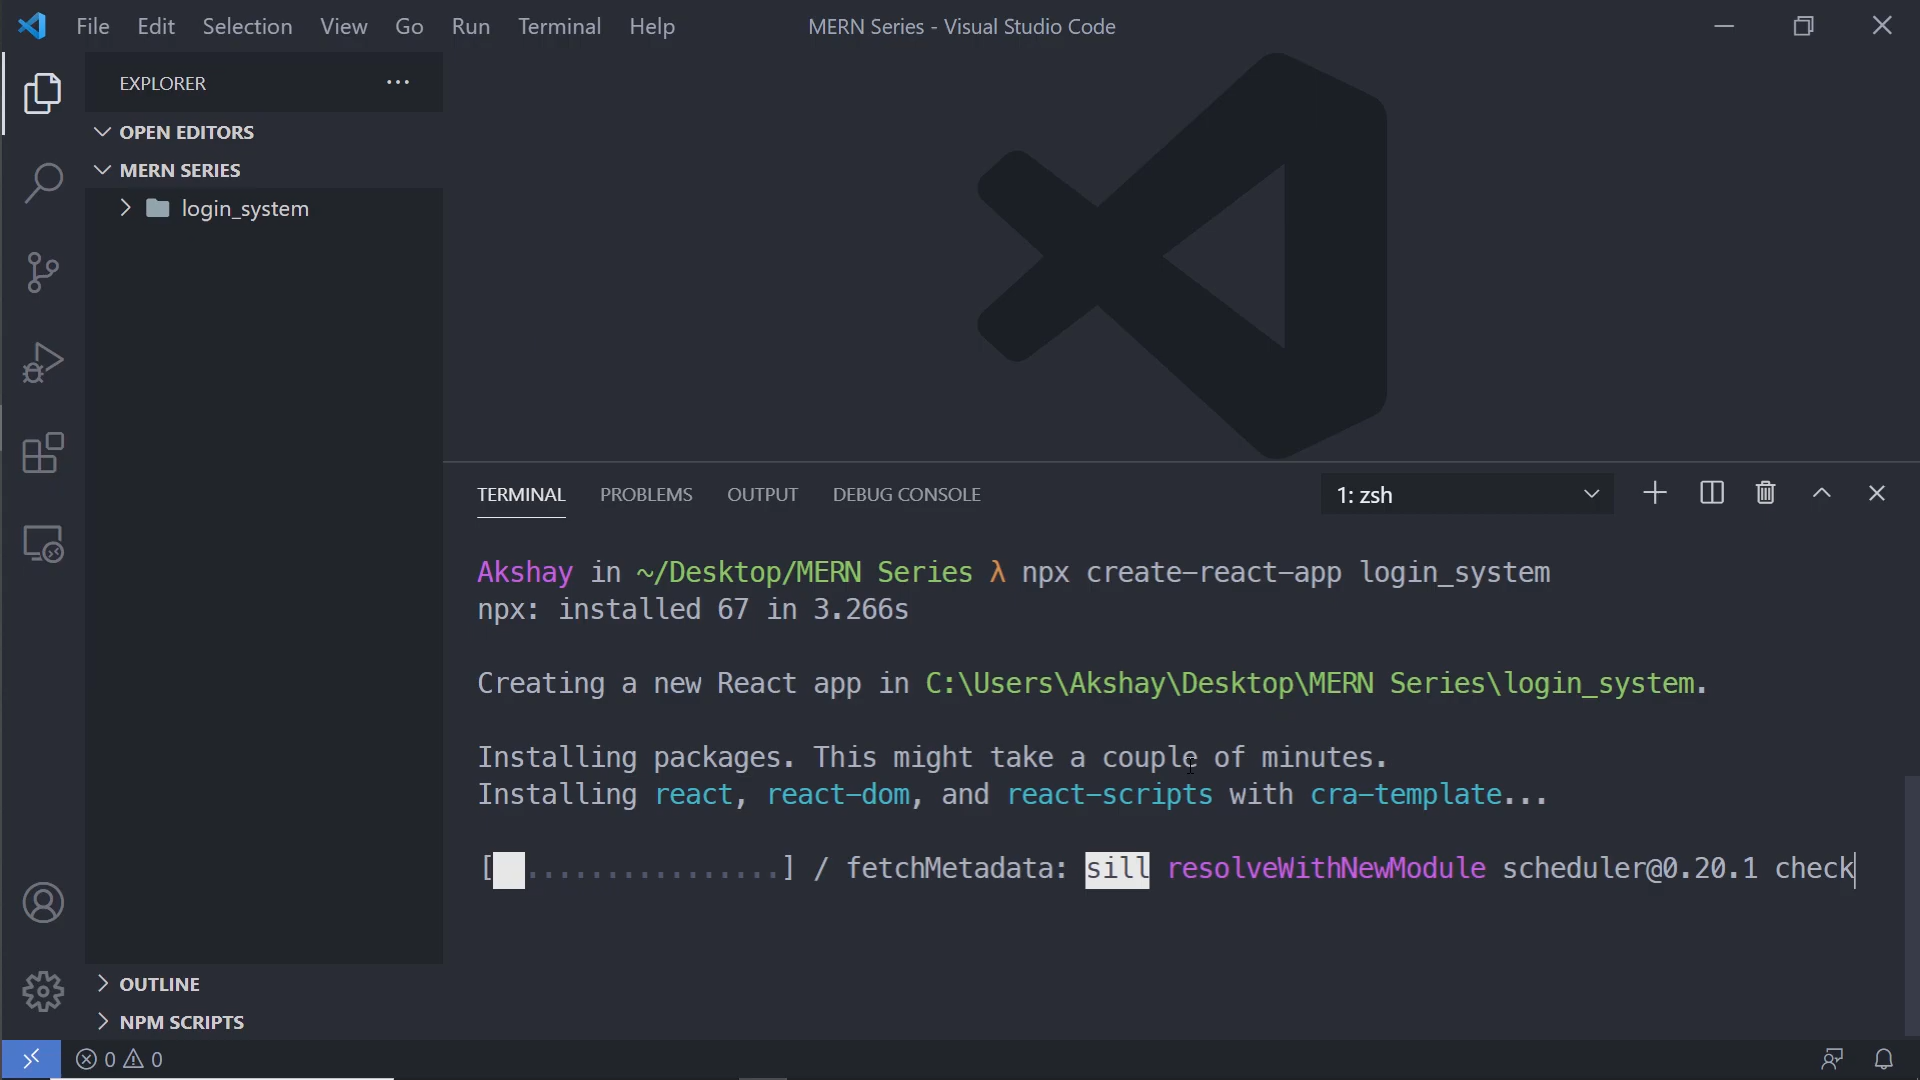 File Edit Selection View Go Run Terminal Help MERN Series - Visual Studio Code
EXPLORER
OPEN EDITORS
MERN SERIES
login_system
TERMINAL PROBLEMS OUTPUT DEBUG CONSOLE 1: zsh
Akshay in ~/Desktop/MERN Series λ npx create-react-app login_system
npx: installed 67 in 3.266s
Creating a new React app in C:\Users\Akshay\Desktop\MERN Series\login_system.
Installing packages. This might take a couple of minutes.
Installing react, react-dom, and react-scripts with cra-template...
[  ................] / fetchMetadata: sill resolveWithNewModule scheduler@0.20.1 check
OUTLINE
NPM SCRIPTS
0 0